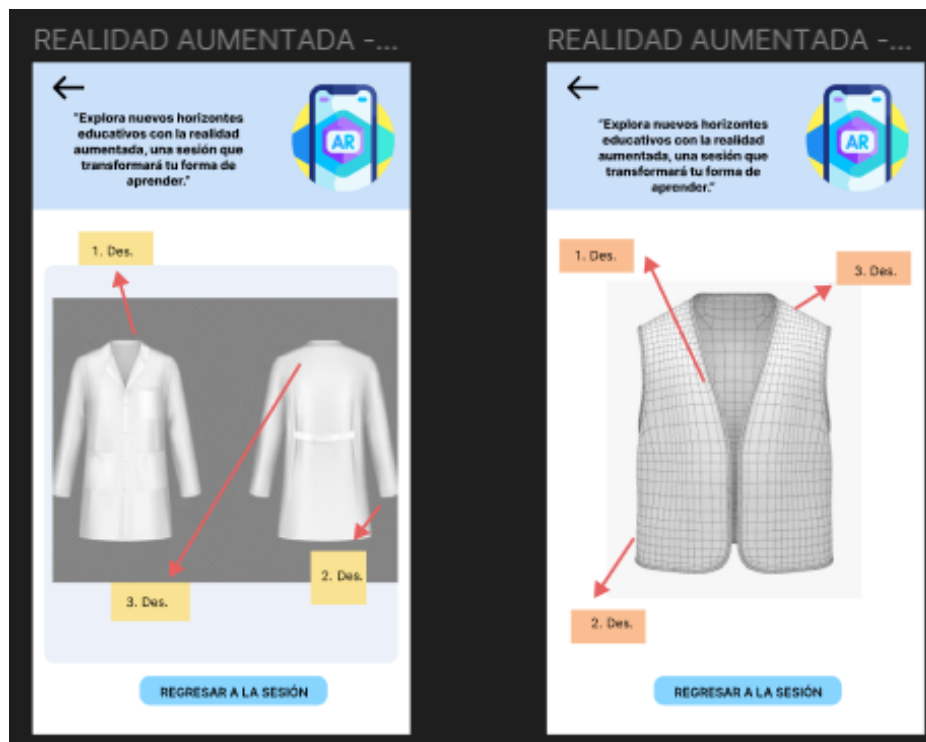 REALIDAD AUMENTADA -...
"Explora nuevos horizontes
educativos con la realidad
aumentada, una sesión que
transformará tu forma de
aprender."
AR
1. Des.
2. Des.
3. Des.
REGRESAR A LA SESIÓN
REALIDAD AUMENTADA -...
"Explora nuevos horizontes
educativos con la realidad
aumentada, una sesión que
transformará tu forma de
aprender."
AR
1. Des.
3. Des.
2. Des.
REGRESAR A LA SESIÓN